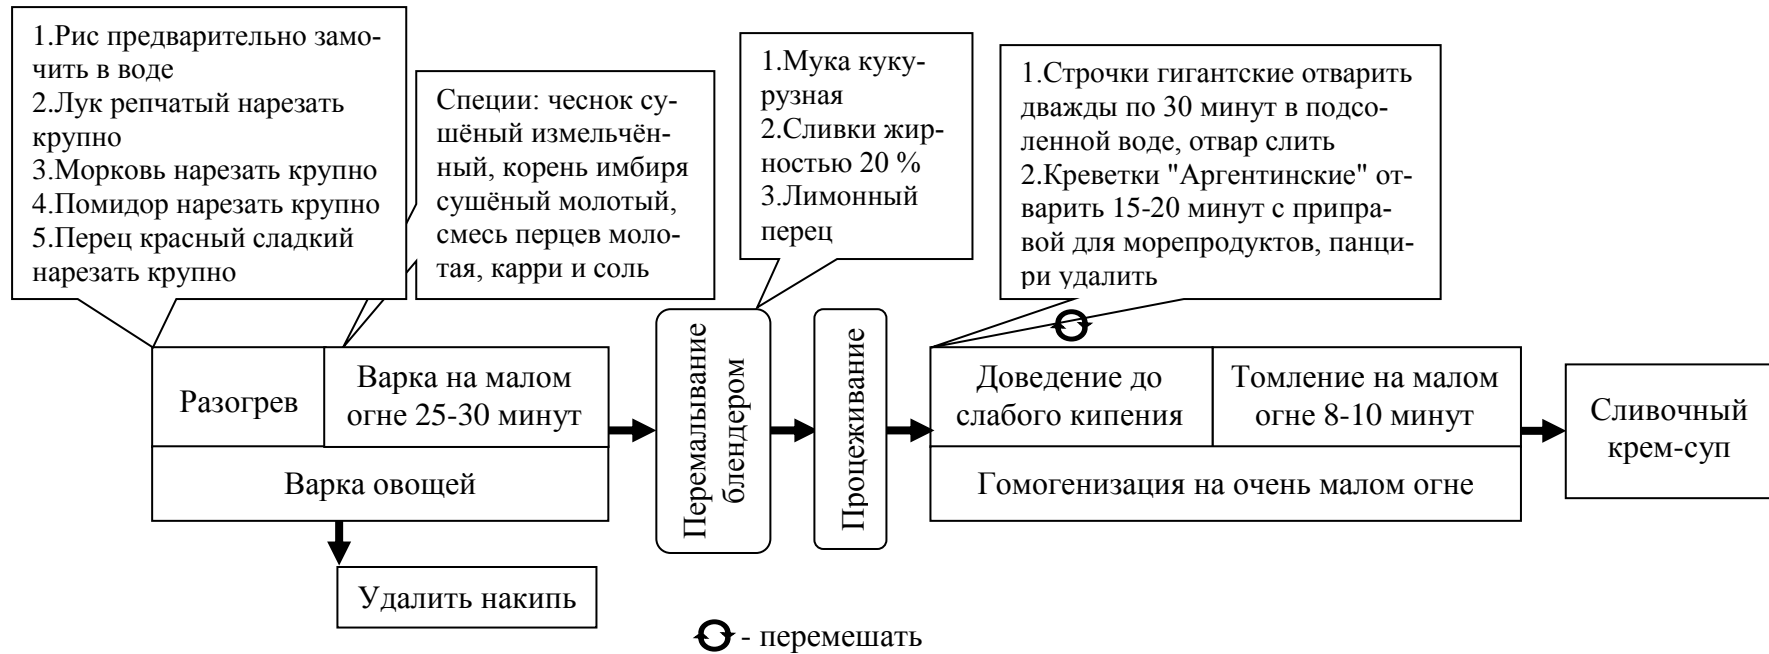 1.Рис предварительно замо-
чить в воде
2.Лук репчатый нарезать
крупно
3.Морковь нарезать крупно
4.Помидор нарезать крупно
5.Перец красный сладкий
нарезать крупно
Специи: чеснок су-
шёный измельчён-
ный, корень имбиря
сушёный молотый,
смесь перцев моло-
тая, карри и соль
1.Мука куку-
рузная
2.Сливки жир-
ностью 20 %
3.Лимонный
перец
1.Строчки гигантские отварить
дважды по 30 минут в подсо-
ленной воде, отвар слить
2.Креветки "Аргентинские" от-
варить 15-20 минут с припра-
вой для морепродуктов, панци-
ри удалить
Разогрев
Варка на малом
огне 25-30 минут
Варка овощей
Удалить накипь
Перемалывание
блендером
Процеживание
Доведение до
слабого кипения
Томление на малом
огне 8-10 минут
Гомогенизация на очень малом огне
Сливочный
крем-суп
- перемешать